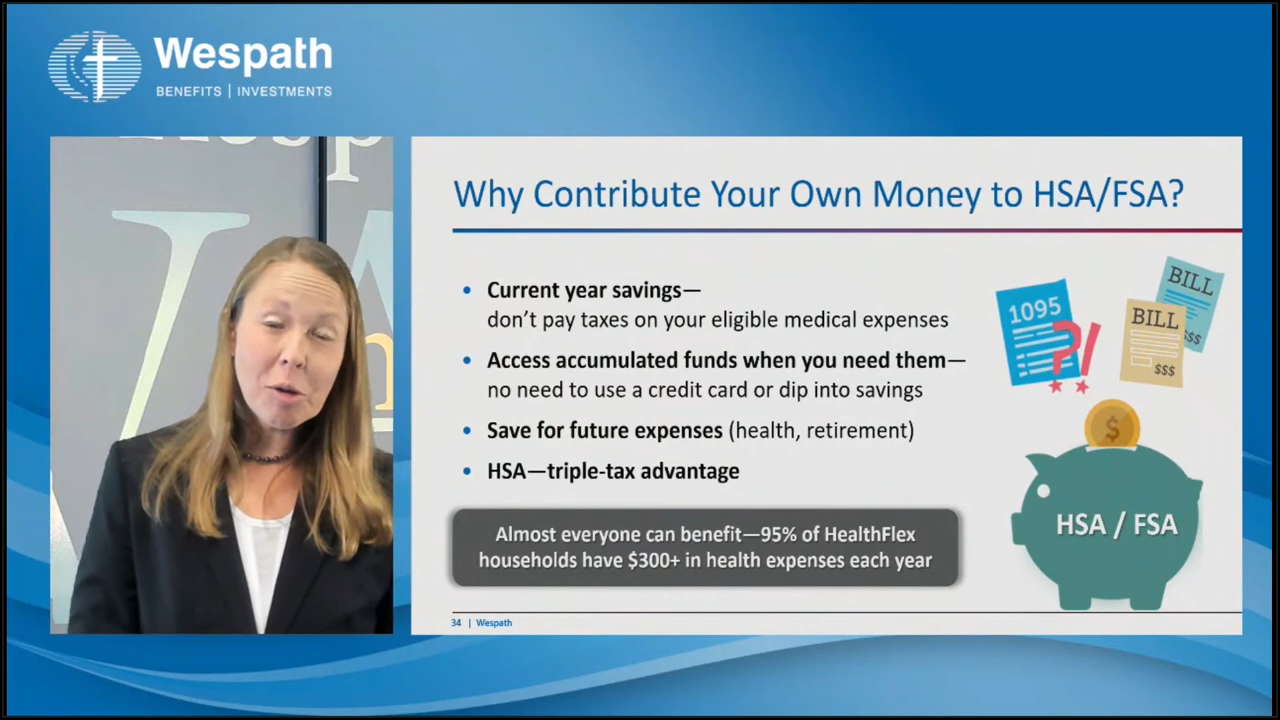 Wespath
BENEFITS | INVESTMENTS
Why Contribute Your Own Money to HSA/FSA?
• Current year savings—
don’t pay taxes on your eligible medical expenses
• Access accumulated funds when you need them—
no need to use a credit card or dip into savings
• Save for future expenses (health, retirement)
• HSA—triple-tax advantage
Almost everyone can benefit—95% of HealthFlex
households have $300+ in health expenses each year
1095
?!
BILL
$$$
BILL
$$$
$
HSA / FSA
34 | Wespath